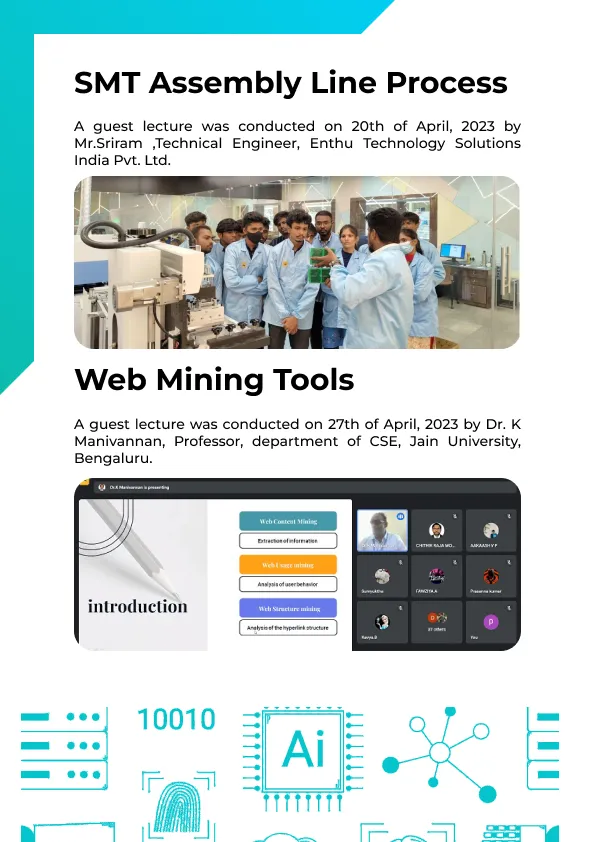 SMT Assembly Line Process
A guest lecture was conducted on 20th of April, 2023 by
Mr.Sriram ,Technical Engineer, Enthu Technology Solutions
India Pvt. Ltd.
Web Mining Tools
A guest lecture was conducted on 27th of April, 2023 by Dr. K
Manivannan, Professor, department of CSE, Jain University,
Bengaluru.
Dr.K Manivannan is presenting
Web Content Mining
Extraction of information
Web Usage mining
Analysis of user behavior
introduction
Web Structure mining
Analysis of the hyperlink structure
CHITHIR RAJA MO...
AAKAASH V P
Samyuktha
FAWZIYA A
Prasanna kumar
Kavya.B
37 others
You
10010
Ai